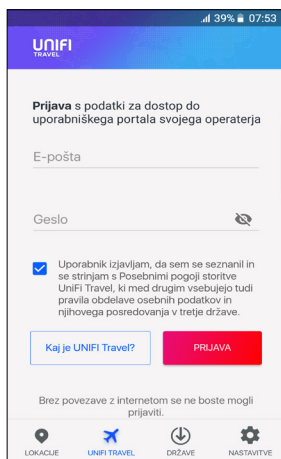 39% 07:53
UNIFI
TRAVEL
Prijava s podatki za dostop do
uporabniškega portala svojega operaterja
E-pošta
Geslo
Uporabnik izjavljam, da sem se seznanil in
se strinjam s Posebnimi pogoji storitve
UniFi Travel, ki med drugim vsebujejo tudi
pravila obdelave osebnih podatkov in
njihovega posredovanja v tretje države.
Kaj je UNIFI Travel? PRIJAVA
Brez povezave z internetom se ne boste mogli
prijaviti.
LOKACIJE UNIFI TRAVEL DRŽAVE NASTAVITVE